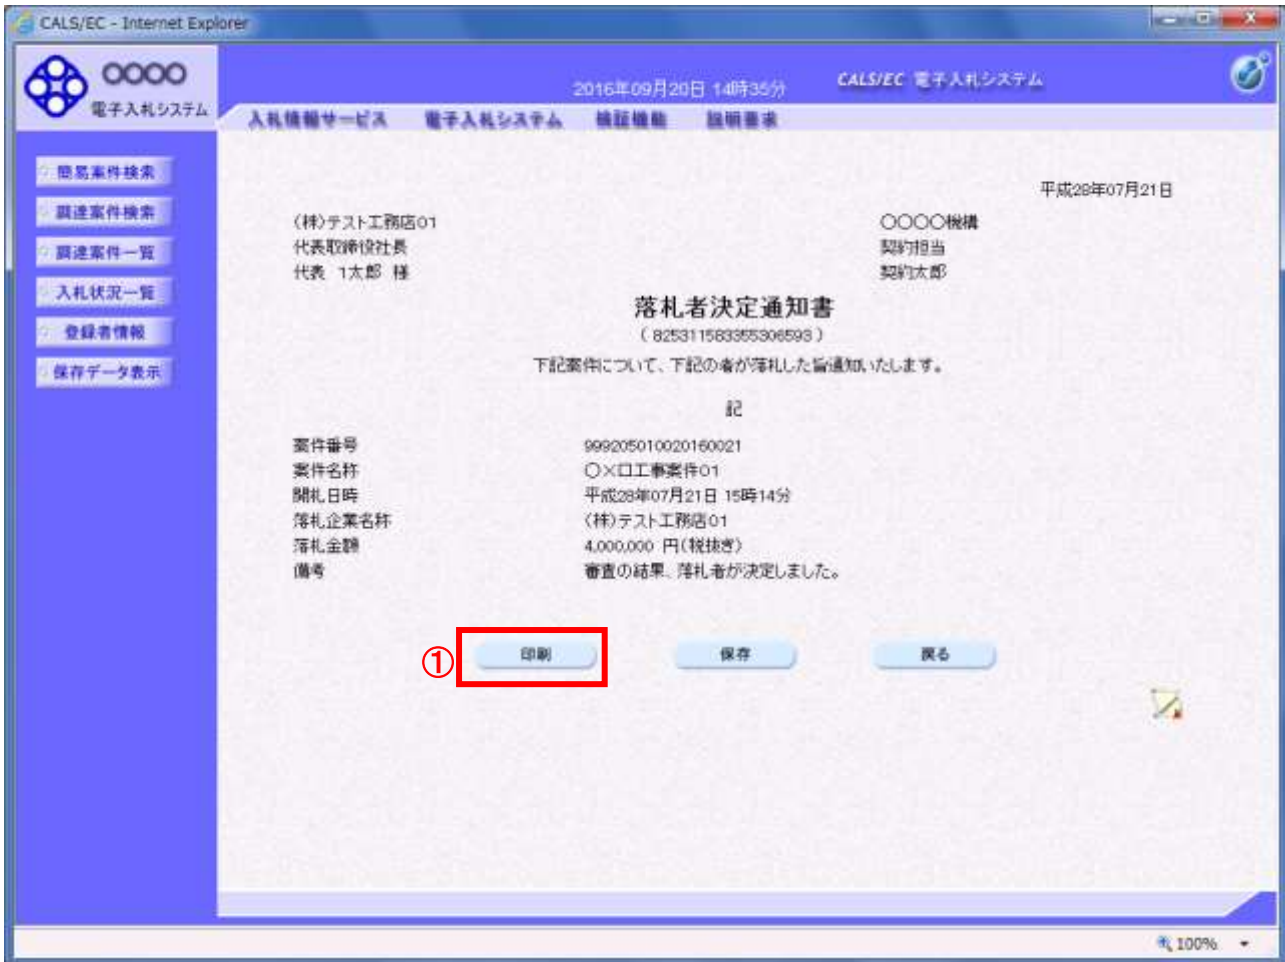 CALS/EC - Internet Explorer
〇〇〇〇
電子入札システム
2016年09月20日 14時35分
CALS/EC 電子入札システム
入札情報サービス 電子入札システム 検証機能 説明要求
簡易案件検索
調達案件検索
調達案件一覧
入札状況一覧
登録者情報
保存データ表示
平成28年07月21日
(株)テスト工務店01
〇〇〇〇機構
代表取締役社長
契約担当
代表 1太郎 様
契約太郎
落札者決定通知書
( 825311583355306593 )
下記案件について、下記の者が落札した旨通知いたします。
記
案件番号 999205010020160021
案件名称 〇×口工事案件01
開札日時 平成28年07月21日 15時14分
落札企業名称 (株)テスト工務店01
落札金額 4,000,000 円(税抜き)
備考 審査の結果、落札者が決定しました。
① 印刷 保存 戻る
100%